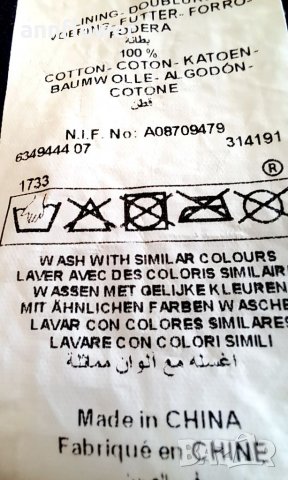 LINING- DOUBLURE
VOERING- FUTTER- FORRO-
FODERA
بطانة
100 %
COTTON- COTON- KATOEN-
BAUMWOLLE- ALGODÓN-
COTONE
قطن
N.I.F. No: A08709479
6349444 07 314191
®
1733
WASH WITH SIMILAR COLOURS
LAVER AVEC DES COLORIS SIMILAIRE
WASSEN MET GELIJKE KLEUREN
MIT ÄHNLICHEN FARBEN WASCHE
LAVAR CON COLORES SIMILARES
LAVARE CON COLORI SIMILI
اغسله مع الوان مماثلة
Made in CHINA
Fabriqué en CHINE
BAZAR